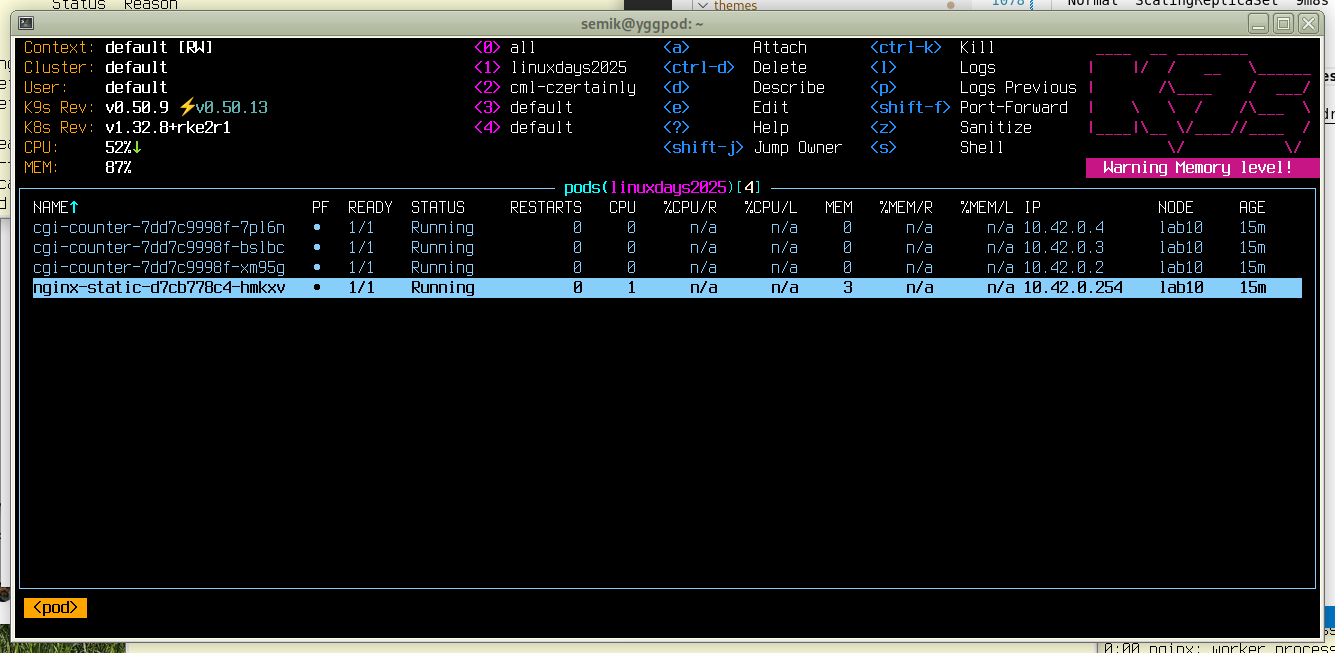 Status Reason
themes
1078
Normal ScalingReplicaSet 9m8s
semik@yggpod: ~
Context: default [RW] <0> all <a> Attach <ctrl-k> Kill
Cluster: default <1> linuxdays2025 <ctrl-d> Delete <l> Logs
User: default <2> cml-czertainly <d> Describe <p> Logs Previous
K9s Rev: v0.50.9 ⚡v0.50.13 <3> default <e> Edit <shift-f> Port-Forward
K8s Rev: v1.32.8+rke2r1 <4> default <?> Help <z> Sanitize
CPU: 52%↓ <shift-j> Jump Owner <s> Shell
MEM: 87% Warning Memory level!
pods(linuxdays2025)[4]
NAME↑ PF READY STATUS RESTARTS CPU %CPU/R %CPU/L MEM %MEM/R %MEM/L IP NODE AGE
cgi-counter-7dd7c9998f-7pl6n ● 1/1 Running 0 0 n/a n/a 0 n/a n/a 10.42.0.4 lab10 15m
cgi-counter-7dd7c9998f-bslbc ● 1/1 Running 0 0 n/a n/a 0 n/a n/a 10.42.0.3 lab10 15m
cgi-counter-7dd7c9998f-xm95g ● 1/1 Running 0 0 n/a n/a 0 n/a n/a 10.42.0.2 lab10 15m
nginx-static-d7cb778c4-hmkxv ● 1/1 Running 0 1 n/a n/a 3 n/a n/a 10.42.0.254 lab10 15m
<pod>
0:00 nginx: worker process